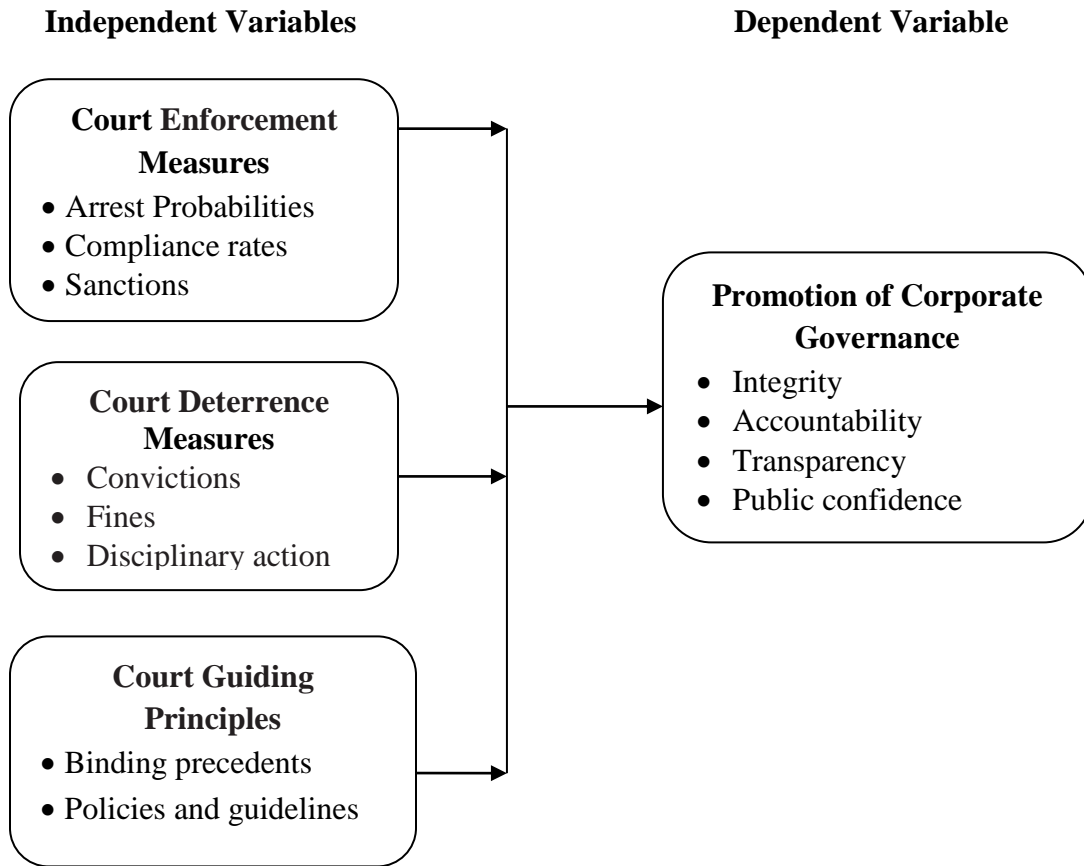 Independent Variables
Dependent Variable
Court Enforcement
Measures
• Arrest Probabilities
• Compliance rates
• Sanctions
Court Deterrence
Measures
• Convictions
• Fines
• Disciplinary action
Court Guiding
Principles
• Binding precedents
• Policies and guidelines
Promotion of Corporate
Governance
• Integrity
• Accountability
• Transparency
• Public confidence